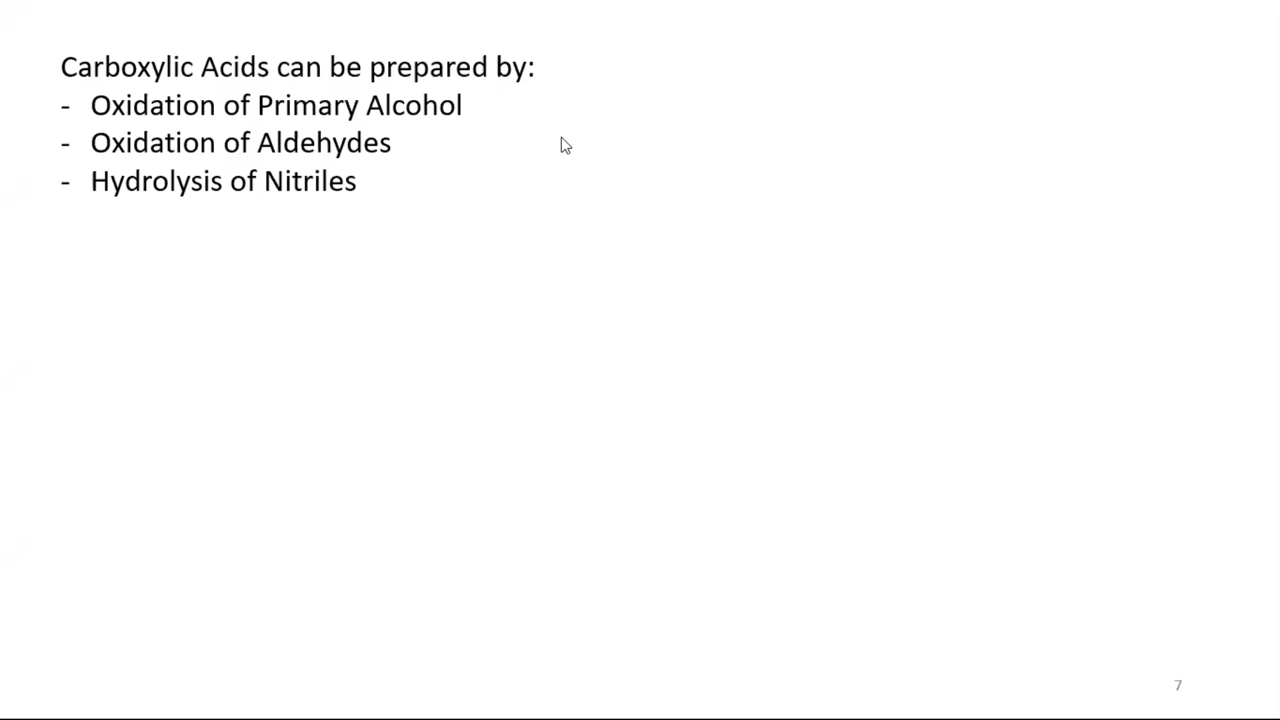 Carboxylic Acids can be prepared by:
- Oxidation of Primary Alcohol
- Oxidation of Aldehydes
- Hydrolysis of Nitriles
7